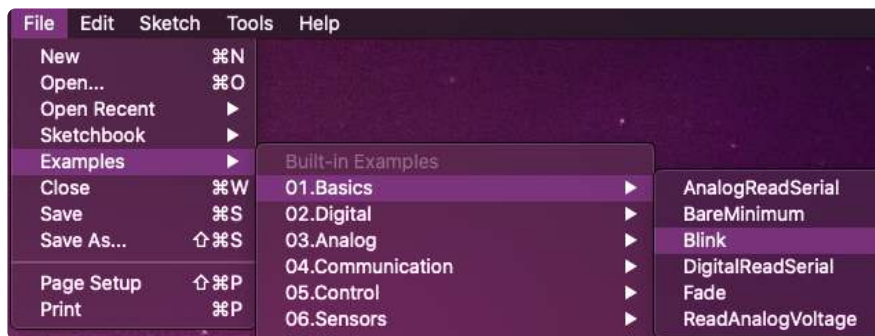 File Edit Sketch Tools Help
New ⌘N
Open... ⌘O
Open Recent ▶
Sketchbook ▶
Examples ▶
Close ⌘W
Save ⌘S
Save As... ⇧⌘S
Page Setup ⇧⌘P
Print ⌘P
Built-in Examples
01.Basics ▶
02.Digital ▶
03.Analog ▶
04.Communication ▶
05.Control ▶
06.Sensors ▶
AnalogReadSerial
BareMinimum
Blink
DigitalReadSerial
Fade
ReadAnalogVoltage